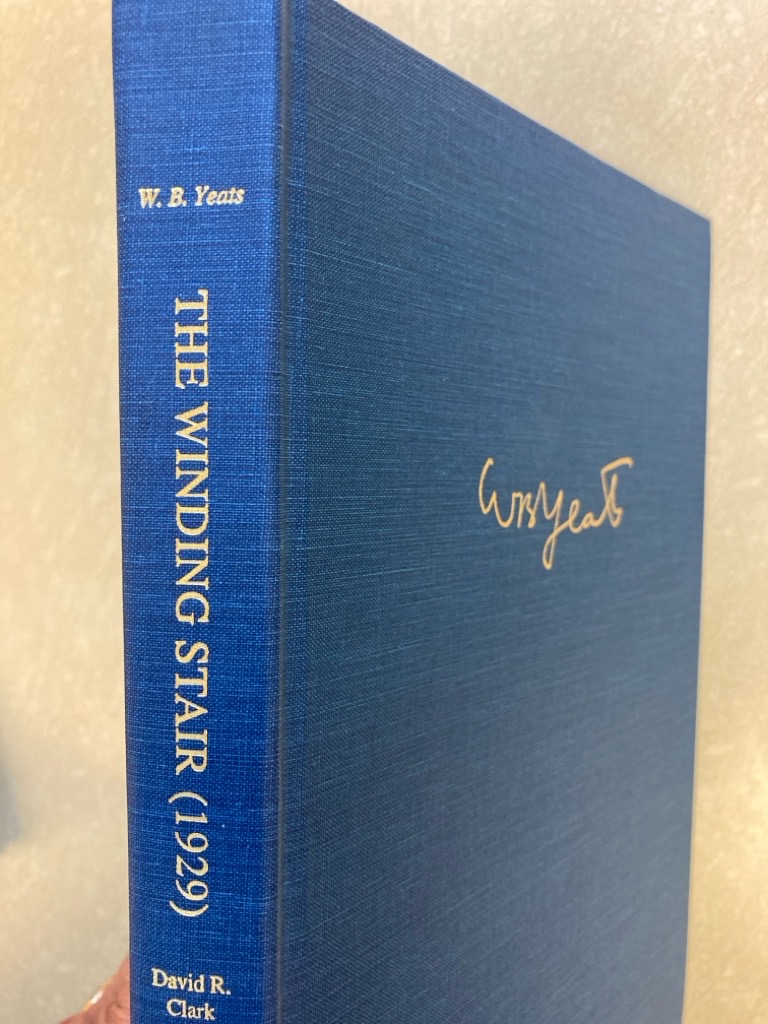 W. B. Yeats
THE WINDING STAIR (1929)
David R.
Clark
WBYeats